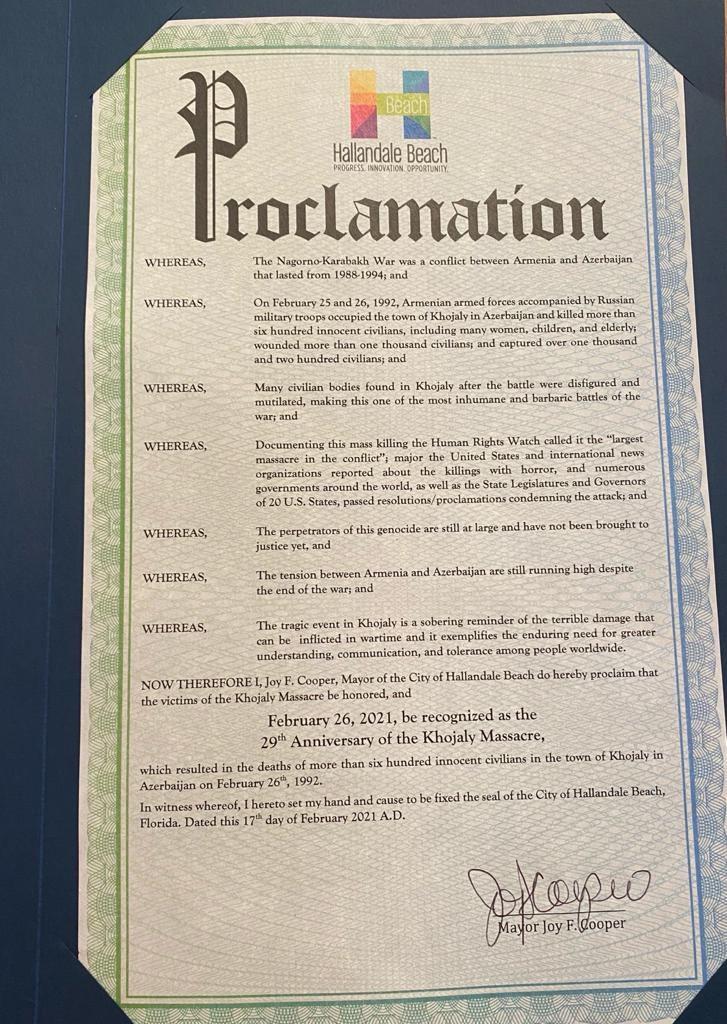 Beach
Hallandale Beach
PROGRESS. INNOVATION. OPPORTUNITY.
Proclamation
WHEREAS, The Nagorno-Karabakh War was a conflict between Armenia and Azerbaijan
that lasted from 1988-1994; and
WHEREAS, On February 25 and 26, 1992, Armenian armed forces accompanied by Russian
military troops occupied the town of Khojaly in Azerbaijan and killed more than
six hundred innocent civilians, including many women, children, and elderly;
wounded more than one thousand civilians; and captured over one thousand
and two hundred civilians; and
WHEREAS, Many civilian bodies found in Khojaly after the battle were disfigured and
mutilated, making this one of the most inhumane and barbaric battles of the
war; and
WHEREAS, Documenting this mass killing the Human Rights Watch called it the “largest
massacre in the conflict”; major the United States and international news
organizations reported about the killings with horror, and numerous
governments around the world, as well as the State Legislatures and Governors
of 20 U.S. States, passed resolutions/proclamations condemning the attack; and
WHEREAS, The perpetrators of this genocide are still at large and have not been brought to
justice yet, and
WHEREAS, The tension between Armenia and Azerbaijan are still running high despite
the end of the war; and
WHEREAS, The tragic event in Khojaly is a sobering reminder of the terrible damage that
can be inflicted in wartime and it exemplifies the enduring need for greater
understanding, communication, and tolerance among people worldwide.
NOW THEREFORE I, Joy F. Cooper, Mayor of the City of Hallandale Beach do hereby proclaim that
the victims of the Khojaly Massacre be honored, and
February 26, 2021, be recognized as the
29th Anniversary of the Khojaly Massacre,
which resulted in the deaths of more than six hundred innocent civilians in the town of Khojaly in
Azerbaijan on February 26th, 1992.
In witness whereof, I hereto set my hand and cause to be fixed the seal of the City of Hallandale Beach,
Florida. Dated this 17th day of February 2021 A.D.
Joy F Cooper
Mayor Joy F. Cooper